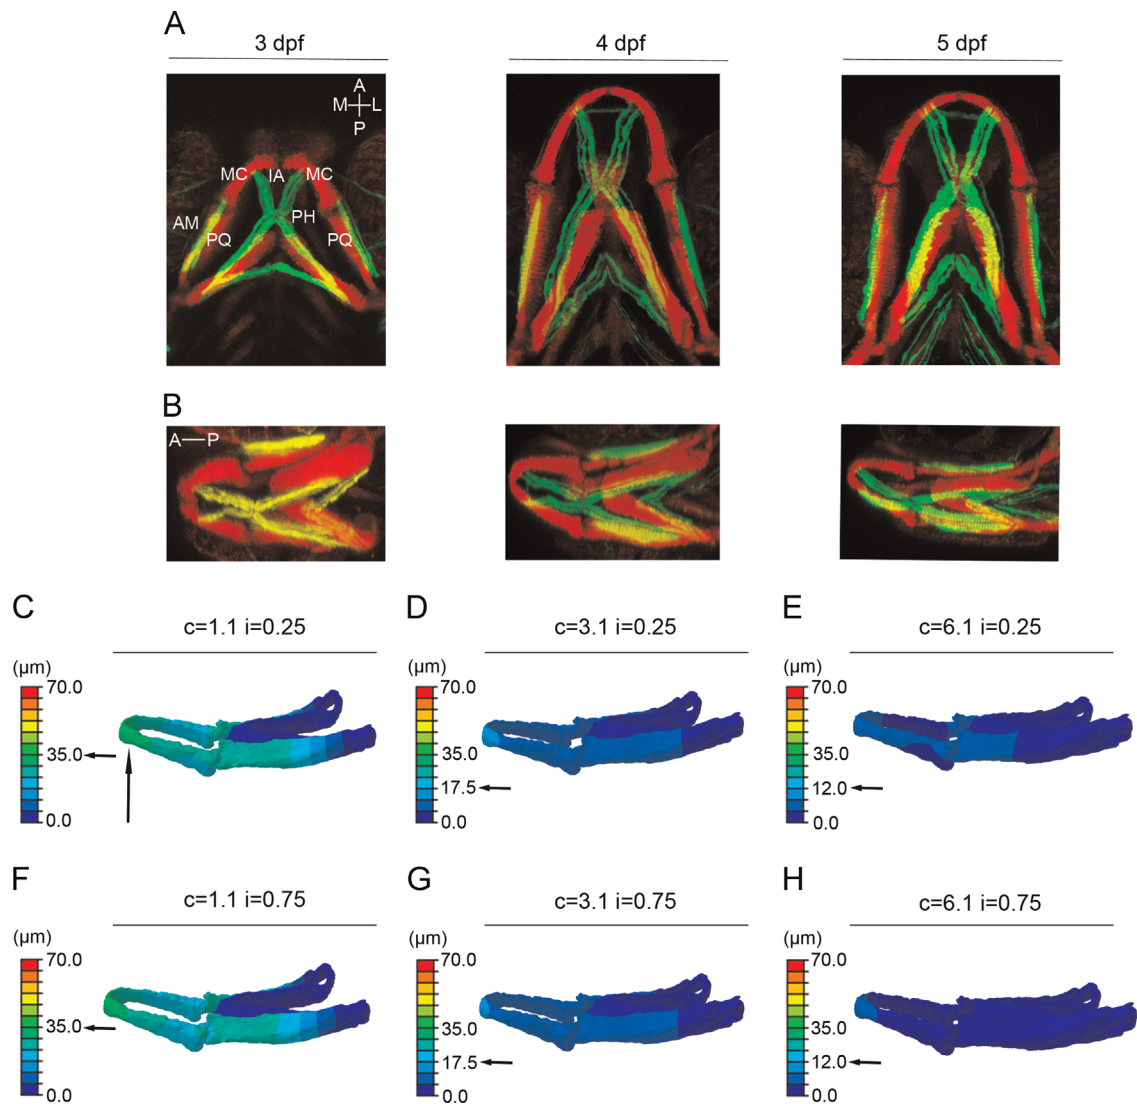 A
3 dpf
4 dpf
5 dpf
A
M L
P
MC IA MC
AM PH
PQ PQ
B
A P
C
c=1.1 i=0.25
(µm)
70.0
35.0
0.0
D
c=3.1 i=0.25
(µm)
70.0
35.0
17.5
0.0
E
c=6.1 i=0.25
(µm)
70.0
35.0
12.0
0.0
F
c=1.1 i=0.75
(µm)
70.0
35.0
0.0
G
c=3.1 i=0.75
(µm)
70.0
35.0
17.5
0.0
H
c=6.1 i=0.75
(µm)
70.0
35.0
12.0
0.0